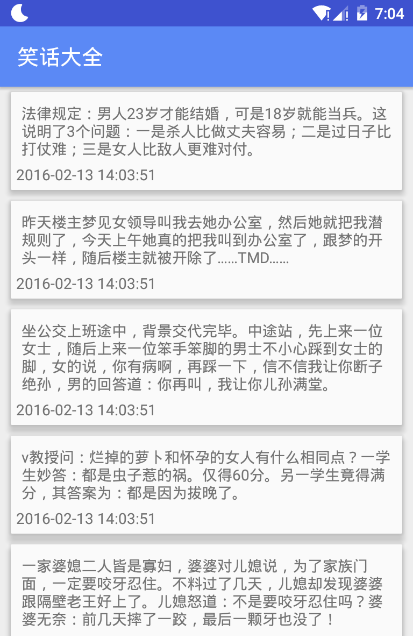 7:04
笑话大全
法律规定：男人23岁才能结婚，可是18岁就能当兵。这
说明了3个问题：一是杀人比做丈夫容易；二是过日子比
打仗难；三是女人比敌人更难对付。
2016-02-13 14:03:51
昨天楼主梦见女领导叫我去她办公室，然后她就把我潜
规则了，今天上午她真的把我叫到办公室了，跟梦的开
头一样，随后楼主就被开除了......TMD......
2016-02-13 14:03:51
坐公交上班途中，背景交代完毕。中途站，先上来一位
女士，随后上来一位笨手笨脚的男士不小心踩到女士的
脚，女的说，你有病啊，再踩一下，信不信我让你断子
绝孙，男的回答道：你再叫，我让你儿孙满堂。
2016-02-13 14:03:51
v教授问：烂掉的萝卜和怀孕的女人有什么相同点？一学
生妙答：都是虫子惹的祸。仅得60分。另一学生竟得满
分，其答案为：都是因为拔晚了。
2016-02-13 14:03:51
一家婆媳二人皆是寡妇，婆婆对儿媳说，为了家族门
面，一定要咬牙忍住。不料过了几天，儿媳却发现婆婆
跟隔壁老王好上了。儿媳怒道：不是要咬牙忍住吗？婆
婆无奈：前几天摔了一跤，最后一颗牙也没了！